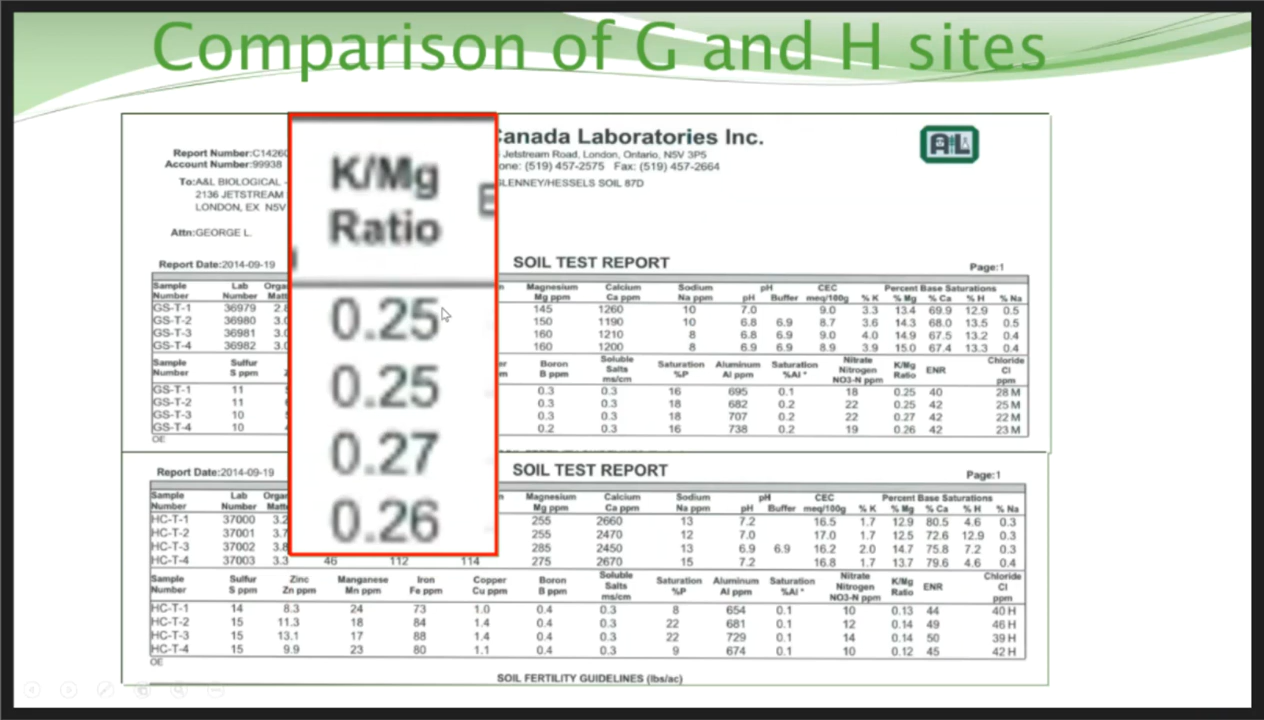 Comparison of G and H sites
Canada Laboratories Inc.
A&L
Jetstream Road, London, Ontario, N5V 3P5
Report Number:C14260
Account Number:99938
one: (519) 457-2575 Fax: (519) 457-2664
To:A&L BIOLOGICAL -
GLENNEY/HESSELS SOIL 87D
2136 JETSTREAM
LONDON, EX N5V
Attn:GEORGE L.
K/Mg
Ratio
0.25
0.25
0.27
0.26
Report Date:2014-09-19 SOIL TEST REPORT Page:1
Sample Number Lab Number Magnesium Mg ppm Calcium Ca ppm Sodium Na ppm pH pH Buffer CEC meq/100g % K Percent Base Saturations % Mg % Ca % H % Na
GS-T-1 36979 145 1260 10 7.0 9.0 3.3 13.4 69.9 12.9 0.5
GS-T-2 36980 3.0 150 1190 10 6.8 6.9 8.7 3.6 14.3 68.0 13.5 0.5
GS-T-3 36981 3.0 160 1210 8 6.8 6.9 9.0 4.0 14.9 67.5 13.2 0.4
GS-T-4 36982 3.0 160 1200 8 6.9 6.9 8.9 3.9 15.0 67.4 13.3 0.4
Sample Number Sulfur S ppm Boron B ppm Soluble Salts ms/cm Saturation %P Aluminum Al ppm Saturation %Al * Nitrate Nitrogen NO3-N ppm K/Mg Ratio ENR Chloride Cl ppm
GS-T-1 11 0.3 0.3 16 695 0.1 18 0.25 40 28 M
GS-T-2 11 0.3 0.3 18 682 0.2 22 0.25 42 25 M
GS-T-3 10 0.3 0.3 18 707 0.2 22 0.27 42 22 M
GS-T-4 10 0.2 0.3 16 738 0.2 19 0.26 42 23 M
OE
Report Date:2014-09-19 SOIL TEST REPORT Page:1
Sample Number Lab Number Magnesium Mg ppm Calcium Ca ppm Sodium Na ppm pH pH Buffer CEC meq/100g % K Percent Base Saturations % Mg % Ca % H % Na
HC-T-1 37000 3.2 255 2660 13 7.2 16.5 1.7 12.9 80.5 4.6 0.3
HC-T-2 37001 3.7 255 2470 12 7.0 17.0 1.7 12.5 72.6 12.9 0.3
HC-T-3 37002 3.8 285 2450 13 6.9 6.9 16.2 2.0 14.7 75.8 7.2 0.3
HC-T-4 37003 3.3 46 112 114 275 2670 15 7.2 16.8 1.7 13.7 79.6 4.6 0.4
Sample Number Sulfur S ppm Zinc Zn ppm Manganese Mn ppm Iron Fe ppm Copper Cu ppm Boron B ppm Soluble Salts ms/cm Saturation %P Aluminum Al ppm Saturation %Al * Nitrate Nitrogen NO3-N ppm K/Mg Ratio ENR Chloride Cl ppm
HC-T-1 14 8.3 24 73 1.0 0.4 0.3 8 654 0.1 10 0.13 44 40 H
HC-T-2 15 11.3 18 84 1.4 0.4 0.3 22 681 0.1 12 0.14 49 46 H
HC-T-3 15 13.1 17 88 1.4 0.4 0.3 22 729 0.1 14 0.14 50 39 H
HC-T-4 15 9.9 23 80 1.1 0.4 0.3 9 674 0.1 10 0.12 45 42 H
OE
SOIL FERTILITY GUIDELINES (lbs/ac)